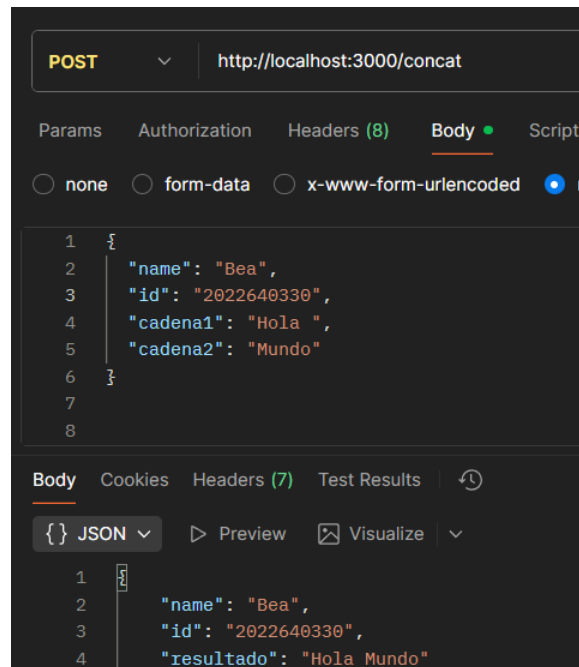 POST http://localhost:3000/concat
Params Authorization Headers (8) Body Script
none form-data x-www-form-urlencoded
1 {
2 "name": "Bea",
3 "id": "2022640330",
4 "cadena1": "Hola ",
5 "cadena2": "Mundo"
6 }
7
8
Body Cookies Headers (7) Test Results
{} JSON Preview Visualize
1 {
2 "name": "Bea",
3 "id": "2022640330",
4 "resultado": "Hola Mundo"